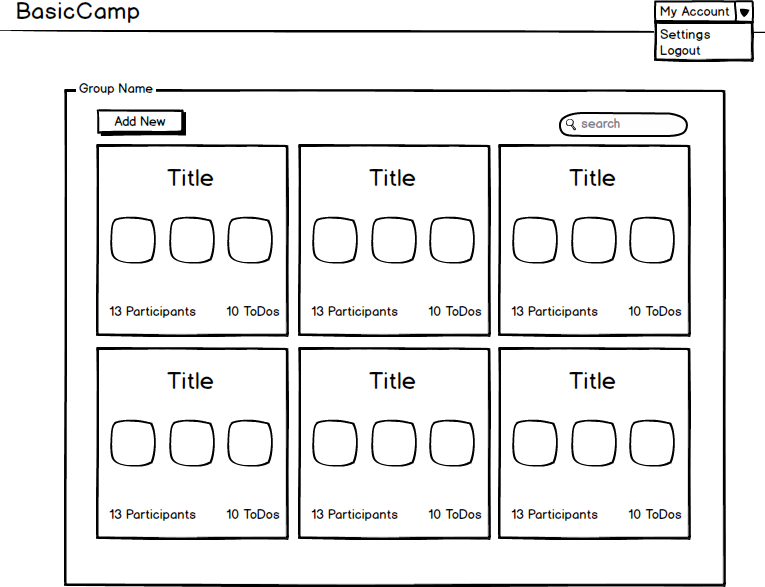 BasicCamp
My Account
Settings
Logout
Group Name
Add New
search
Title
Title
Title
13 Participants
10 ToDos
13 Participants
10 ToDos
13 Participants
10 ToDos
Title
Title
Title
13 Participants
10 ToDos
13 Participants
10 ToDos
13 Participants
10 ToDos